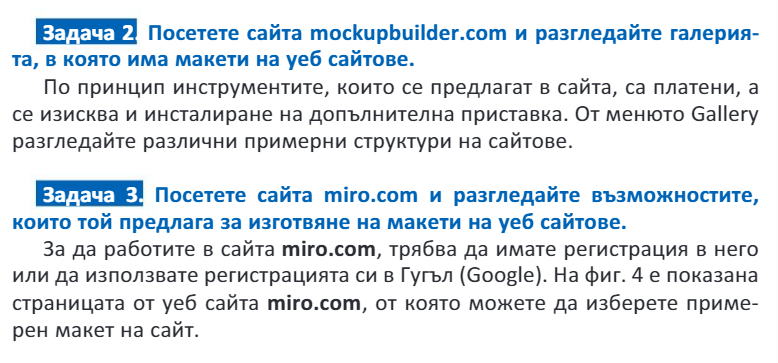 Задача 2. Посетете сайта mockupbuilder.com и разгледайте галерия-
та, в която има макети на уеб сайтове.
По принцип инструментите, които се предлагат в сайта, са платени, а
се изисква и инсталиране на допълнителна приставка. От менюто Gallery
разгледайте различни примерни структури на сайтове.
Задача 3. Посетете сайта miro.com и разгледайте възможностите,
които той предлага за изготвяне на макети на уеб сайтове.
За да работите в сайта miro.com, трябва да имате регистрация в него
или да използвате регистрацията си в Гугъл (Google). На фиг. 4 е показана
страницата от уеб сайта miro.com, от която можете да изберете приме-
рен макет на сайт.